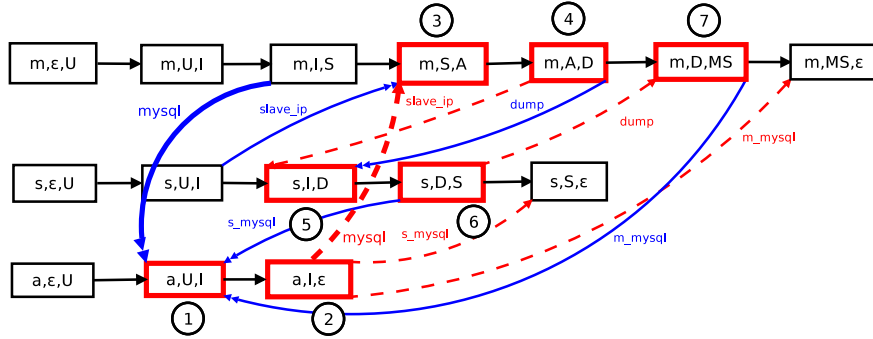 3 4 7
m,ε,U m,U,I m,I,S m,S,A m,A,D m,D,MS m,MS,ε
mysql slave_ip slave_ip dump dump m_mysql
s,ε,U s,U,I s,I,D s,D,S s,S,ε
s_mysql 5 mysql s_mysql 6 m_mysql
a,ε,U a,U,I a,I,ε
1 2